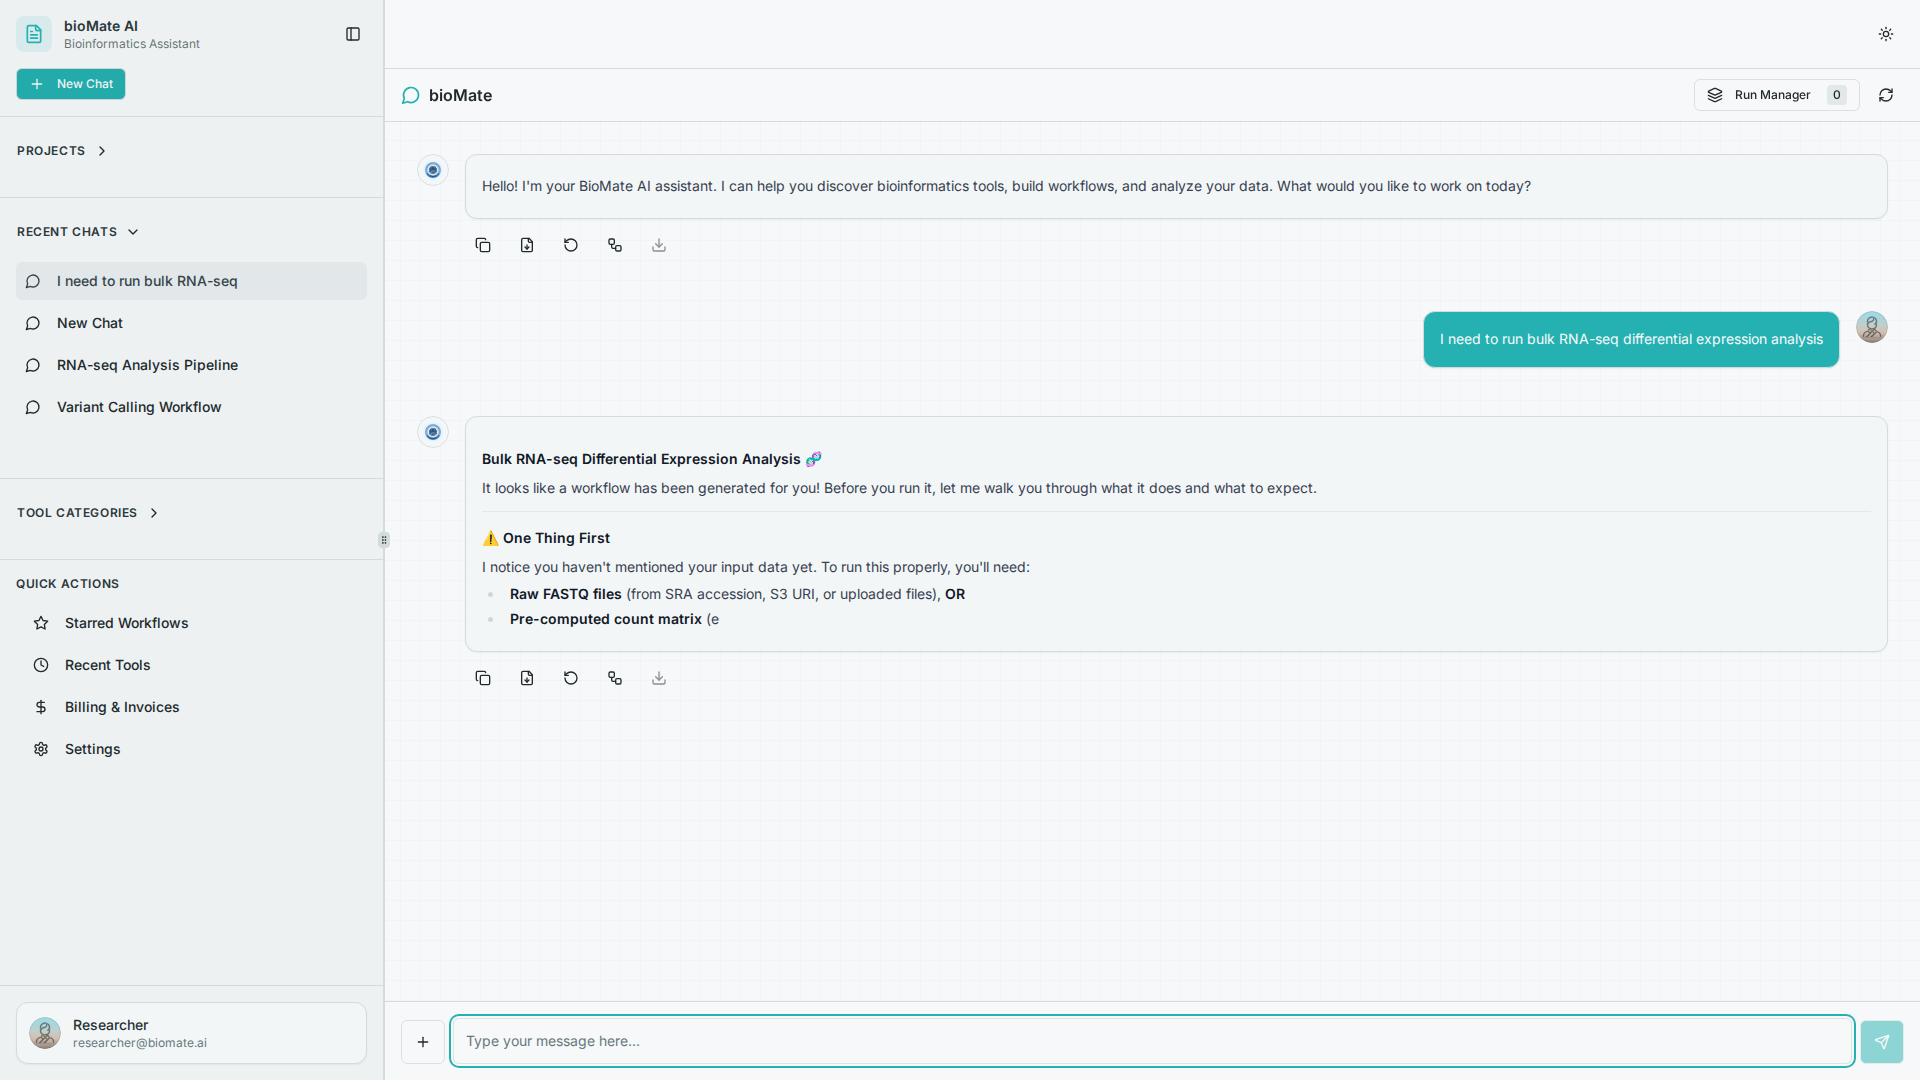 bioMate AI
Bioinformatics Assistant
New Chat
PROJECTS
RECENT CHATS
I need to run bulk RNA-seq
New Chat
RNA-seq Analysis Pipeline
Variant Calling Workflow
TOOL CATEGORIES
QUICK ACTIONS
Starred Workflows
Recent Tools
Billing & Invoices
Settings
Researcher
researcher@biomate.ai
bioMate
Run Manager 0
Hello! I'm your BioMate AI assistant. I can help you discover bioinformatics tools, build workflows, and analyze your data. What would you like to work on today?
I need to run bulk RNA-seq differential expression analysis
Bulk RNA-seq Differential Expression Analysis 🧬
It looks like a workflow has been generated for you! Before you run it, let me walk you through what it does and what to expect.
⚠️ One Thing First
I notice you haven't mentioned your input data yet. To run this properly, you'll need:
Raw FASTQ files (from SRA accession, S3 URI, or uploaded files), OR
Pre-computed count matrix (e
Type your message here...